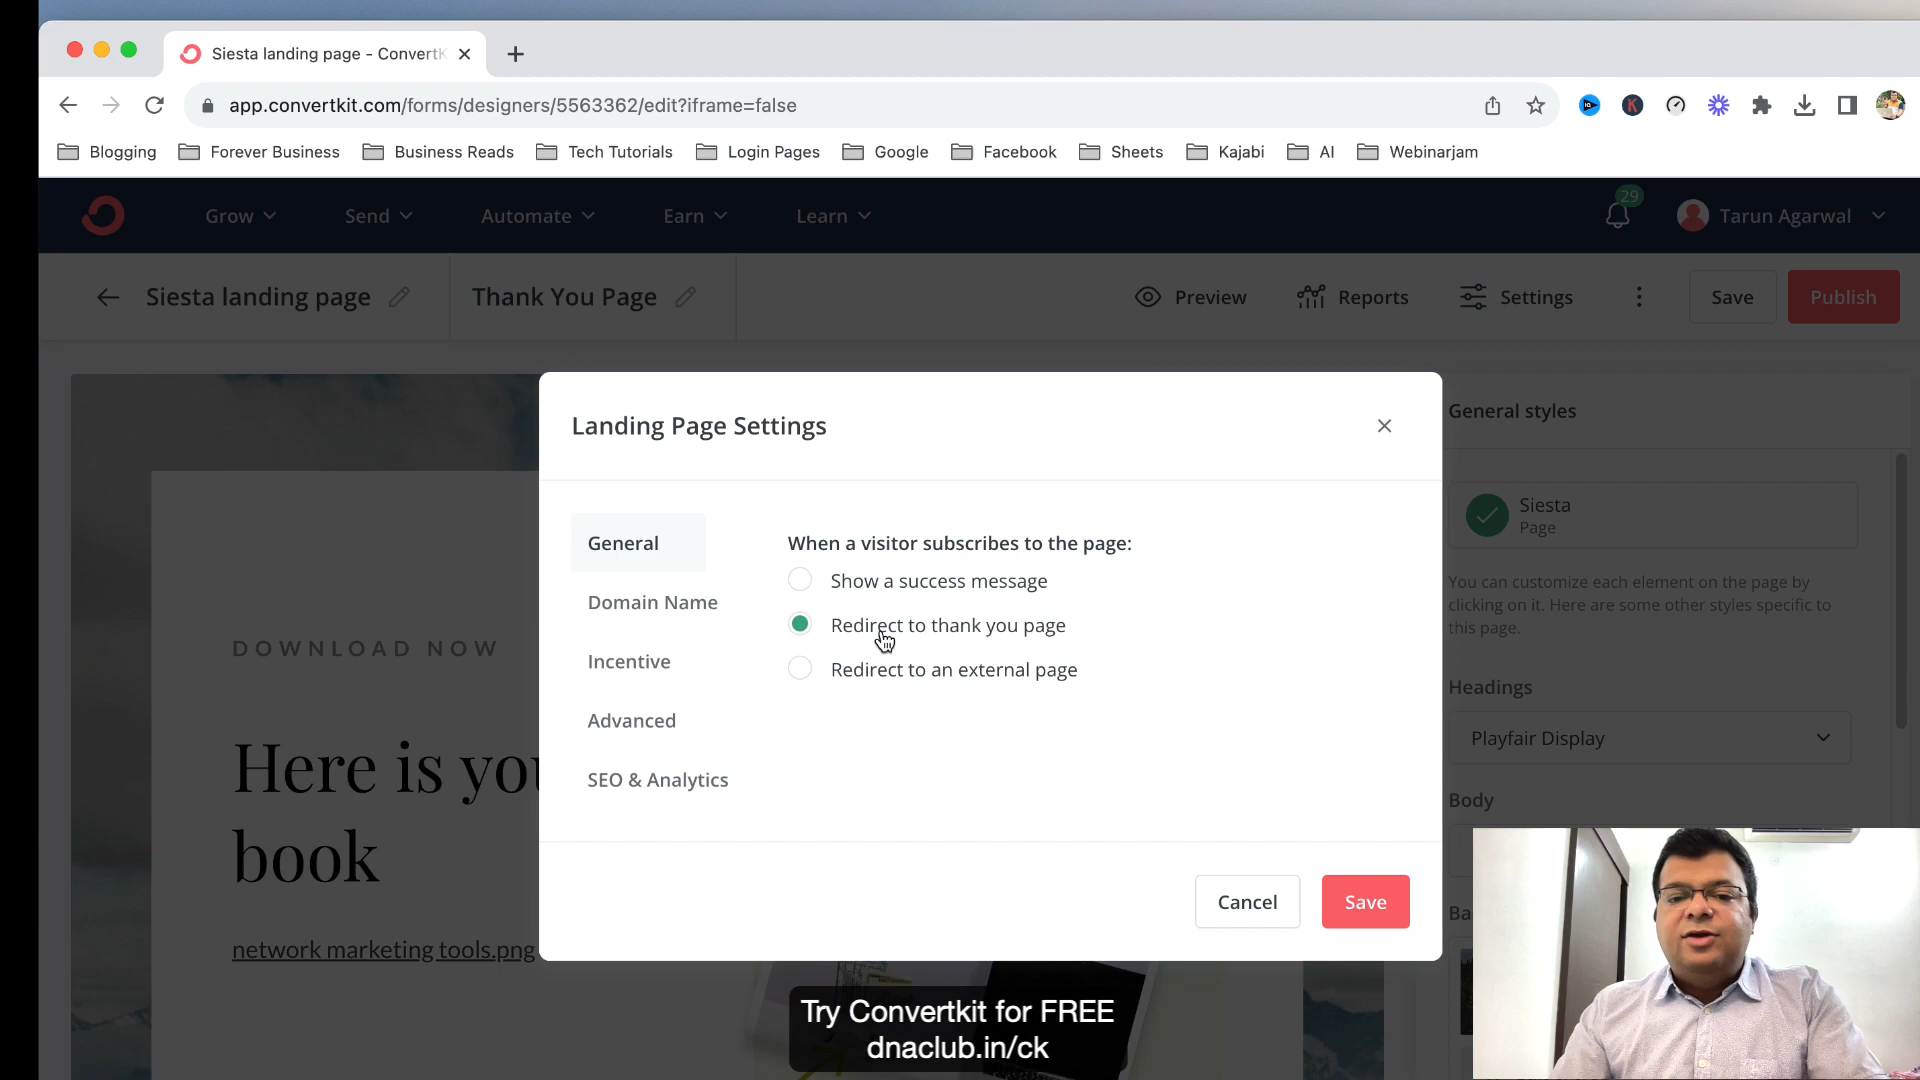 Siesta landing page - ConvertK
app.convertkit.com/forms/designers/5563362/edit?iframe=false
Blogging Forever Business Business Reads Tech Tutorials Login Pages Google Facebook Sheets Kajabi AI Webinarjam
Grow Send Automate Earn Learn 29 Tarun Agarwal
Siesta landing page Thank You Page Preview Reports Settings Save Publish
Landing Page Settings
General
Domain Name
Incentive
Advanced
SEO & Analytics
When a visitor subscribes to the page:
Show a success message
Redirect to thank you page
Redirect to an external page
Cancel Save
General styles
Siesta
Page
You can customize each element on the page by
clicking on it. Here are some other styles specific to
this page.
Headings
Playfair Display
Body
Ba
DOWNLOAD NOW
Here is you
book
network marketing tools.png
Try Convertkit for FREE
dnaclub.in/ck